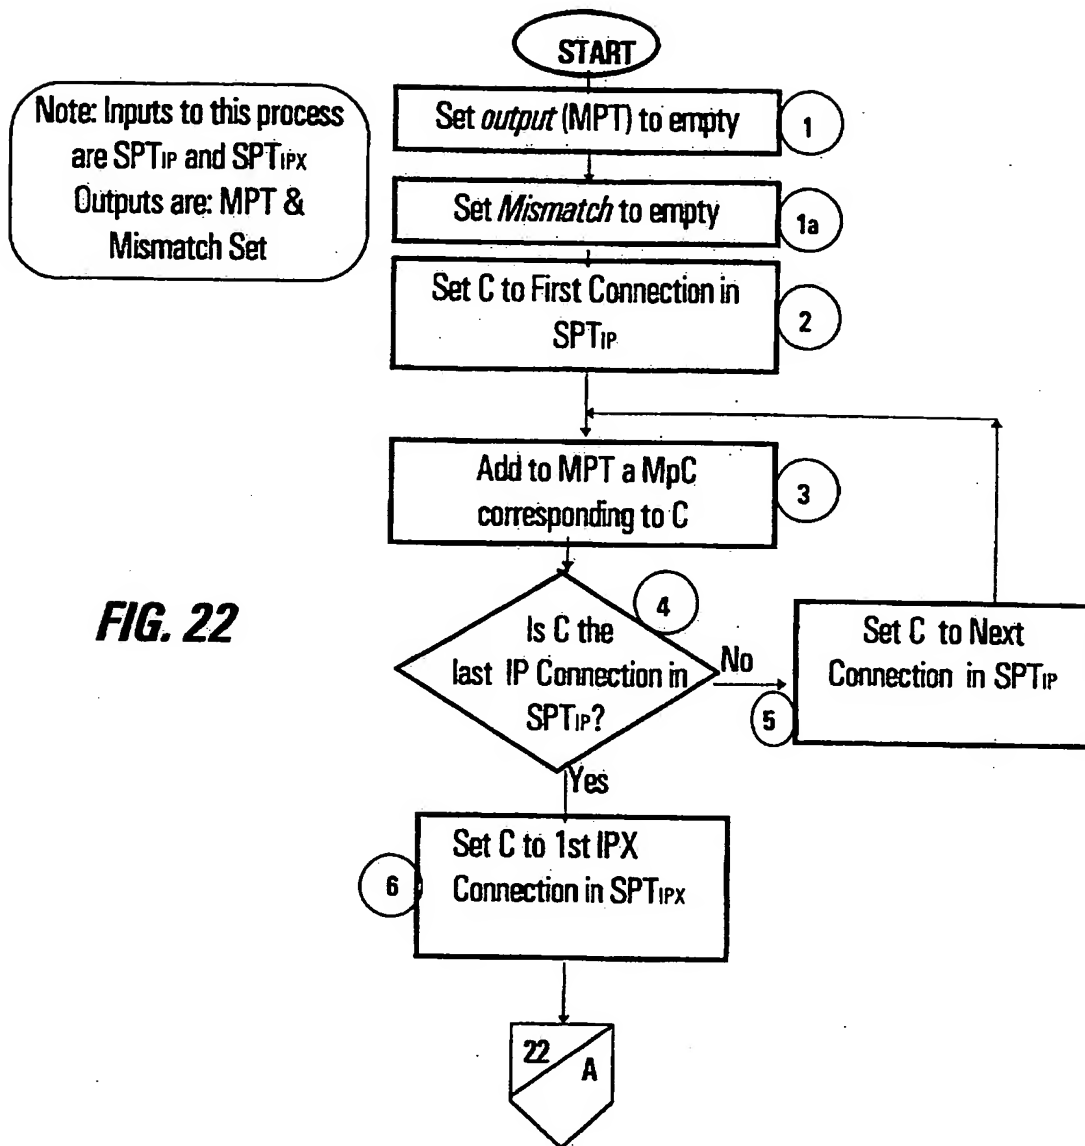 START
Note: Inputs to this process
are SPTIP and SPTIPX
Outputs are: MPT &
Mismatch Set
Set output (MPT) to empty
1
Set Mismatch to empty
1a
Set C to First Connection in
SPTIP
2
Add to MPT a MpC
corresponding to C
3
FIG. 22
4
Is C the
last IP Connection in
SPTIP?
No
5
Set C to Next
Connection in SPTIP
Yes
6
Set C to 1st IPX
Connection in SPTIPX
22
A